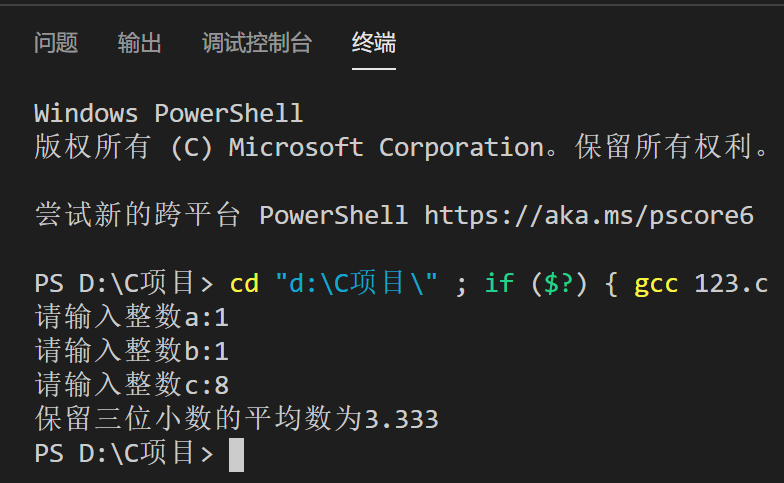 问题 输出 调试控制台 终端
Windows PowerShell
版权所有 (C) Microsoft Corporation。保留所有权利。
尝试新的跨平台 PowerShell https://aka.ms/pscore6
PS D:\C项目> cd "d:\C项目\" ; if ($?) { gcc 123.c
请输入整数a:1
请输入整数b:1
请输入整数c:8
保留三位小数的平均数为3.333
PS D:\C项目>